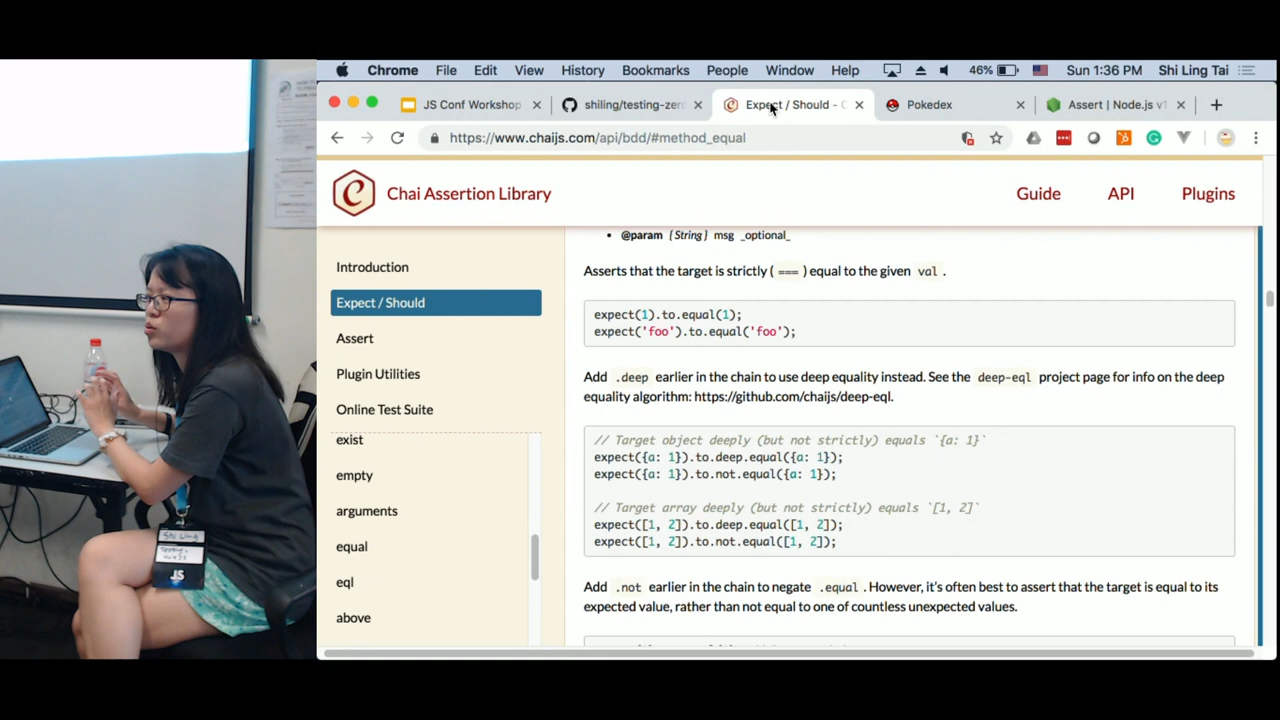 Chrome File Edit View History Bookmarks People Window Help 46% Sun 1:36 PM Shi Ling Tai
JS Conf Workshop shiling/testing-zero Expect / Should - C Pokedex Assert | Node.js v1
https://www.chaijs.com/api/bdd/#method_equal
Chai Assertion Library Guide API Plugins
Introduction
Expect / Should
Assert
Plugin Utilities
Online Test Suite
exist
empty
arguments
equal
eql
above
@param {String} msg _optional_
Asserts that the target is strictly ( === ) equal to the given val .
expect(1).to.equal(1);
expect('foo').to.equal('foo');
Add .deep earlier in the chain to use deep equality instead. See the deep-eql project page for info on the deep
equality algorithm: https://github.com/chaijs/deep-eql.
// Target object deeply (but not strictly) equals `{a: 1}`
expect({a: 1}).to.deep.equal({a: 1});
expect({a: 1}).to.not.equal({a: 1});
// Target array deeply (but not strictly) equals `[1, 2]`
expect([1, 2]).to.deep.equal([1, 2]);
expect([1, 2]).to.not.equal([1, 2]);
Add .not earlier in the chain to negate .equal . However, it's often best to assert that the target is equal to its
expected value, rather than not equal to one of countless unexpected values.
Shi Ling
JS